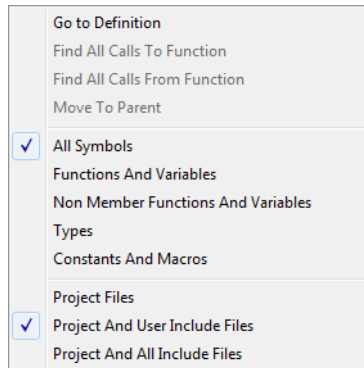 Go to Definition
Find All Calls To Function
Find All Calls From Function
Move To Parent
All Symbols
Functions And Variables
Non Member Functions And Variables
Types
Constants And Macros
Project Files
Project And User Include Files
Project And All Include Files